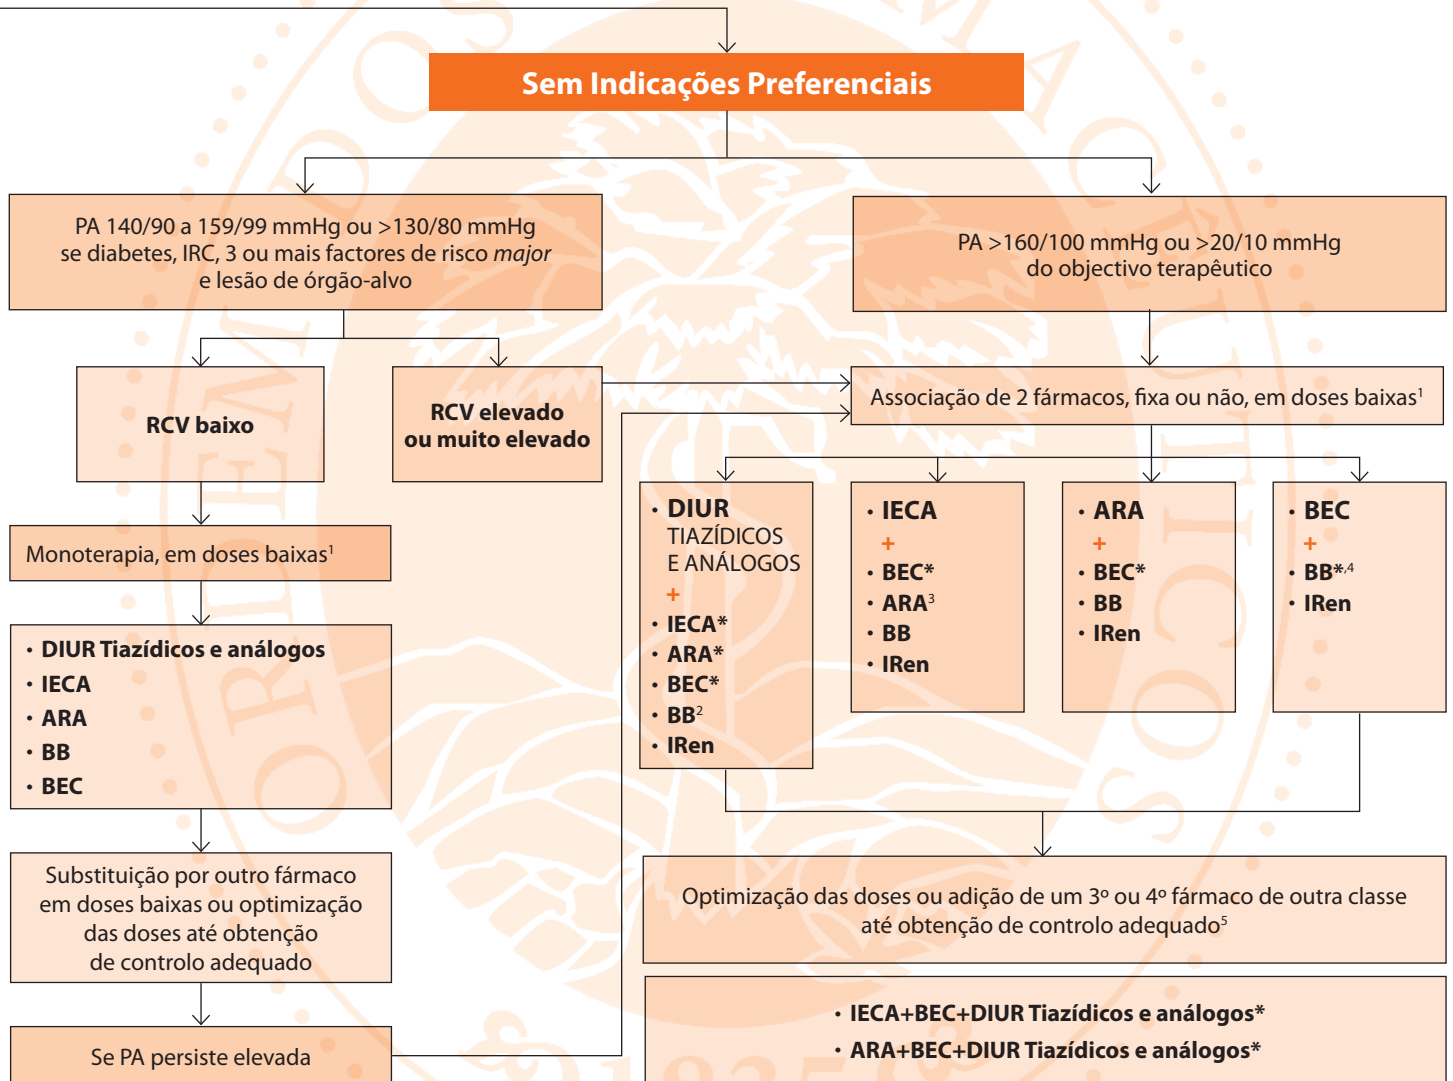 Sem Indicações Preferenciais
PA 140/90 a 159/99 mmHg ou >130/80 mmHg
se diabetes, IRC, 3 ou mais factores de risco major
e lesão de órgão-alvo
PA >160/100 mmHg ou >20/10 mmHg
do objectivo terapêutico
RCV baixo
RCV elevado
ou muito elevado
Associação de 2 fármacos, fixa ou não, em doses baixas¹
Monoterapia, em doses baixas¹
• DIUR Tiazídicos e análogos
• IECA
• ARA
• BB
• BEC
Substituição por outro fármaco
em doses baixas ou optimização
das doses até obtenção
de controlo adequado
Se PA persiste elevada
• DIUR
TIAZÍDICOS
E ANÁLOGOS
+
• IECA*
• ARA*
• BEC*
• BB²
• IRen
• IECA
+
• BEC*
• ARA³
• BB
• IRen
• ARA
+
• BEC*
• BB
• IRen
• BEC
+
• BB*,⁴
• IRen
Optimização das doses ou adição de um 3º ou 4º fármaco de outra classe
até obtenção de controlo adequado⁵
• IECA+BEC+DIUR Tiazídicos e análogos*
• ARA+BEC+DIUR Tiazídicos e análogos*
ORDEM DOS FARMACÊUTICOS
1835